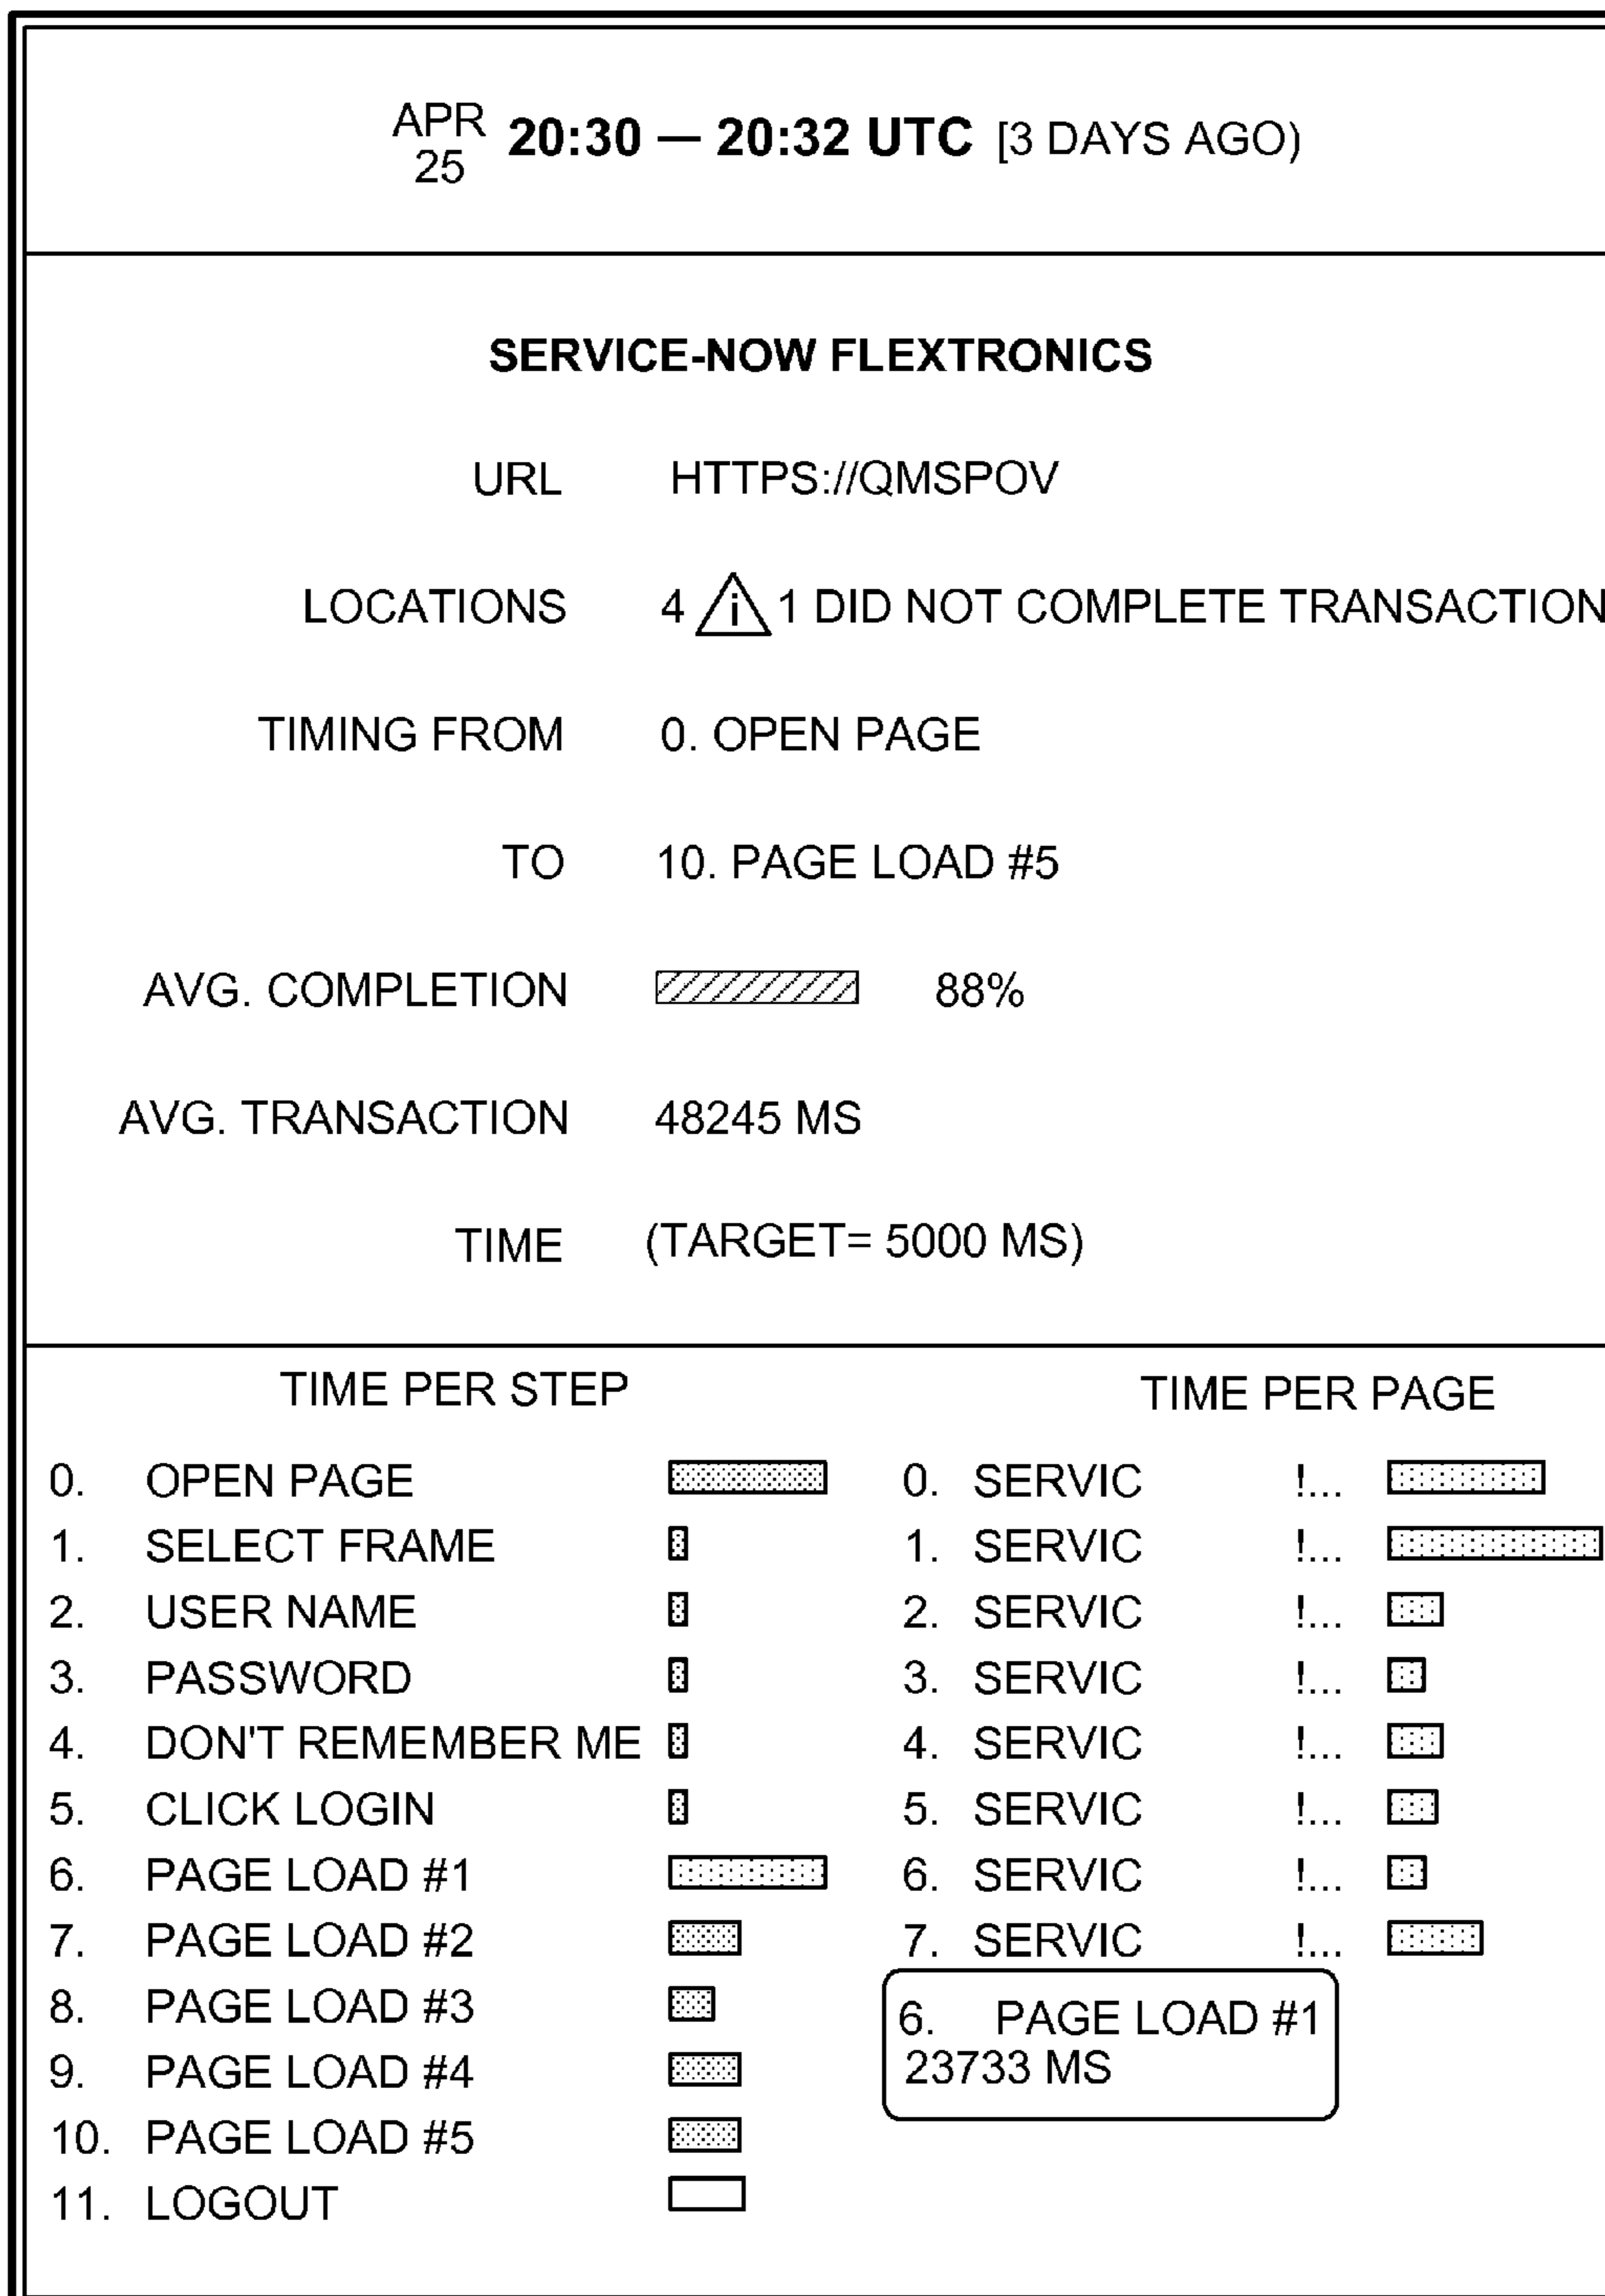 APR
25
20:30 — 20:32 UTC [3 DAYS AGO)
SERVICE-NOW FLEXTRONICS
URL HTTPS://QMSPOV
LOCATIONS 4 i 1 DID NOT COMPLETE TRANSACTION
TIMING FROM 0. OPEN PAGE
TO 10. PAGE LOAD #5
AVG. COMPLETION 88%
AVG. TRANSACTION 48245 MS
TIME (TARGET= 5000 MS)
TIME PER STEP
0. OPEN PAGE
1. SELECT FRAME
2. USER NAME
3. PASSWORD
4. DON'T REMEMBER ME
5. CLICK LOGIN
6. PAGE LOAD #1
7. PAGE LOAD #2
8. PAGE LOAD #3
9. PAGE LOAD #4
10. PAGE LOAD #5
11. LOGOUT
TIME PER PAGE
0. SERVIC !...
1. SERVIC !...
2. SERVIC !...
3. SERVIC !...
4. SERVIC !...
5. SERVIC !...
6. SERVIC !...
7. SERVIC !...
6. PAGE LOAD #1
23733 MS